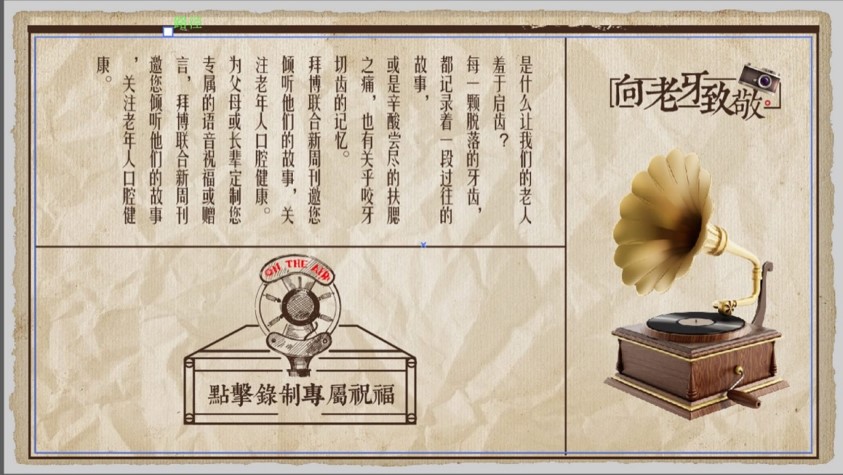 路径
向老牙致敬
是什么让我们的老人
羞于启齿？
每一颗脱落的牙齿，
都记录着一段过往的
故事，
或是辛酸尝尽的扶腮
之痛，也有关乎咬牙
切齿的记忆。
拜博联合新周刊邀您
倾听他们的故事，关
注老年人口腔健康。
为父母或长辈定制您
专属的语音祝福或赠
言，拜博联合新周刊
邀您倾听他们的故事
，关注老年人口腔健
康。
ON THE AIR
點擊錄制專屬祝福